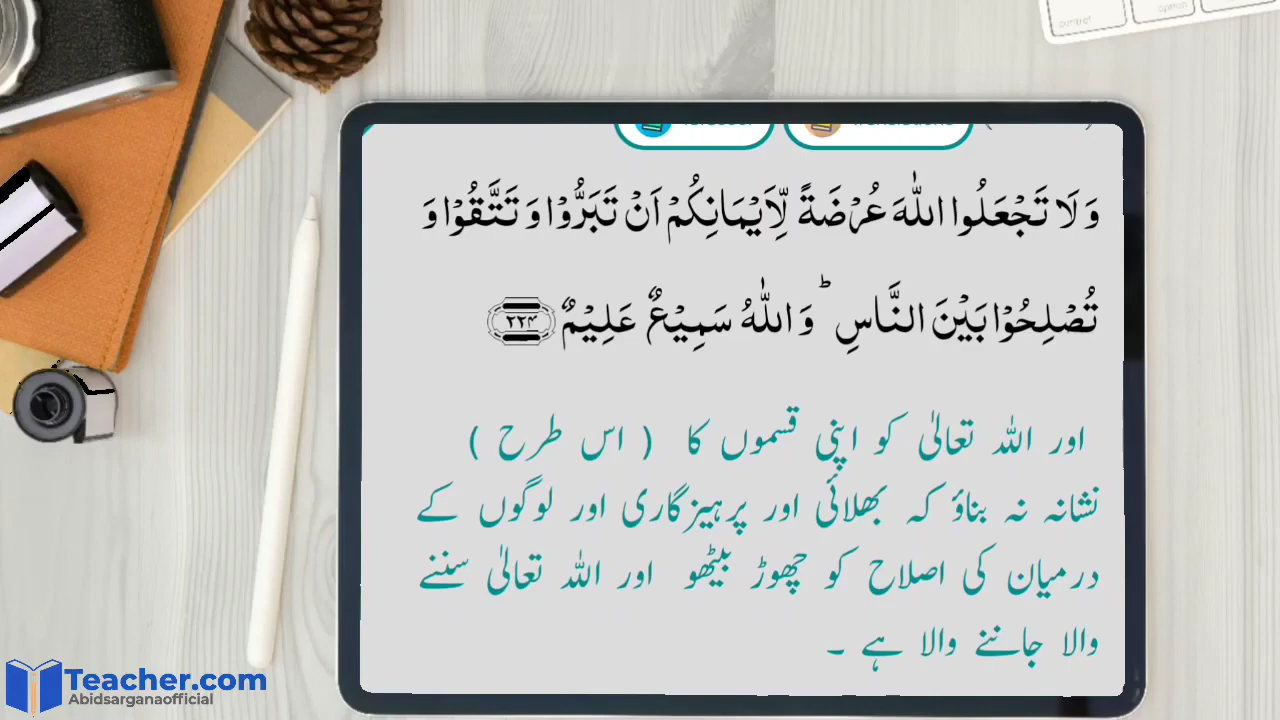 وَلَا تَجْعَلُوا اللّٰهَ عُرْضَةً لِّاَیْمَانِكُمْ اَنْ تَبَرُّوْا وَ تَتَّقُوْا وَ
تُصْلِحُوْا بَیْنَ النَّاسِ ؕ وَ اللّٰهُ سَمِیْعٌ عَلِیْمٌ ﴿۲۲۴﴾
اور اللہ تعالیٰ کو اپنی قسموں کا ( اس طرح )
نشانہ نہ بناؤ کہ بھلائی اور پرہیزگاری اور لوگوں کے
درمیان کی اصلاح کو چھوڑ بیٹھو اور اللہ تعالیٰ سننے
والا جاننے والا ہے ۔
Teacher.com
Abidsarganaofficial
control
option